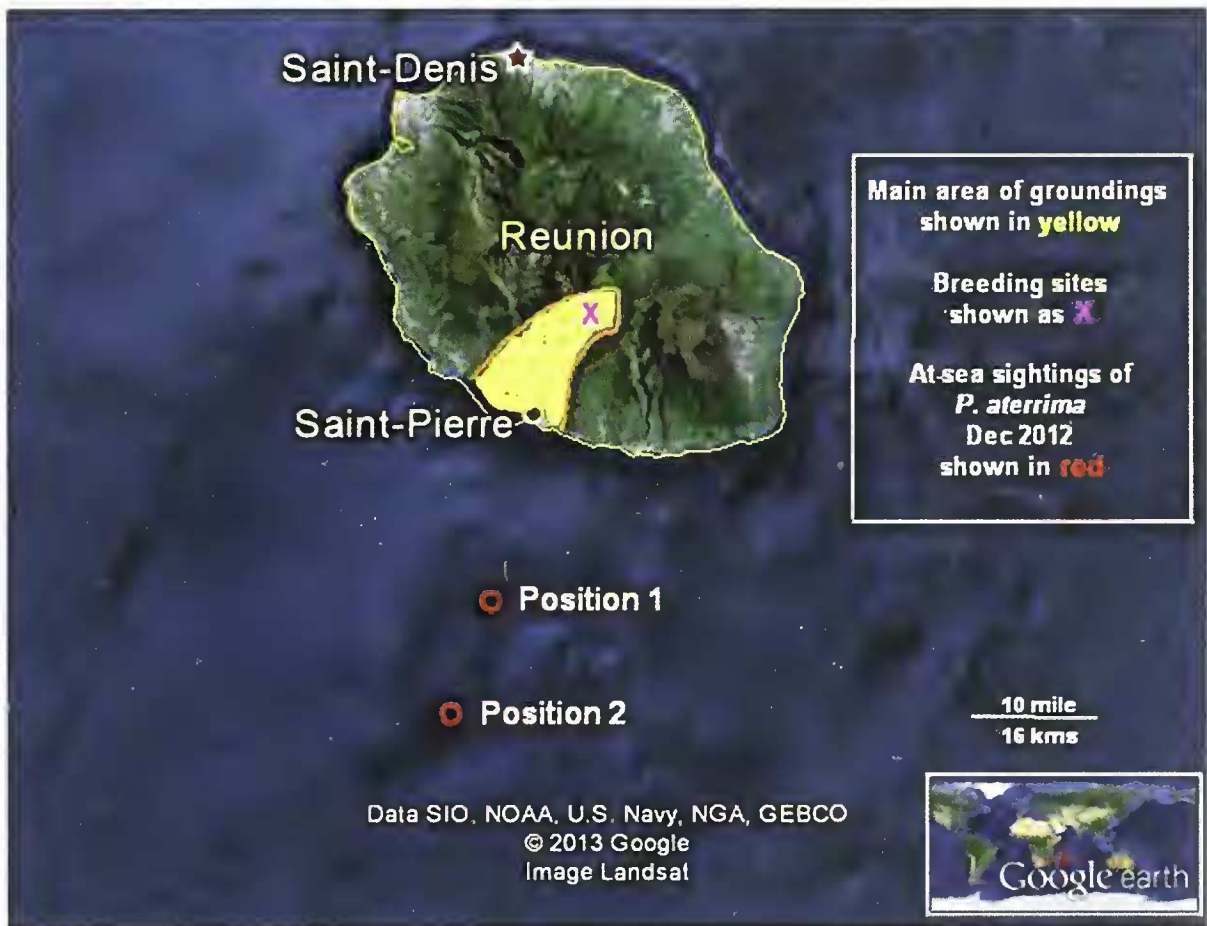 Saint-Denis
Reunion
Saint-Pierre
Main area of groundings
shown in yellow
Breeding sites
shown as X
At-sea sightings of
P. aterrima
Dec 2012
shown in red
X
Position 1
Position 2
10 mile
16 kms
Data SIO, NOAA, U.S. Navy, NGA, GEBCO
© 2013 Google
Image Landsat
Google earth